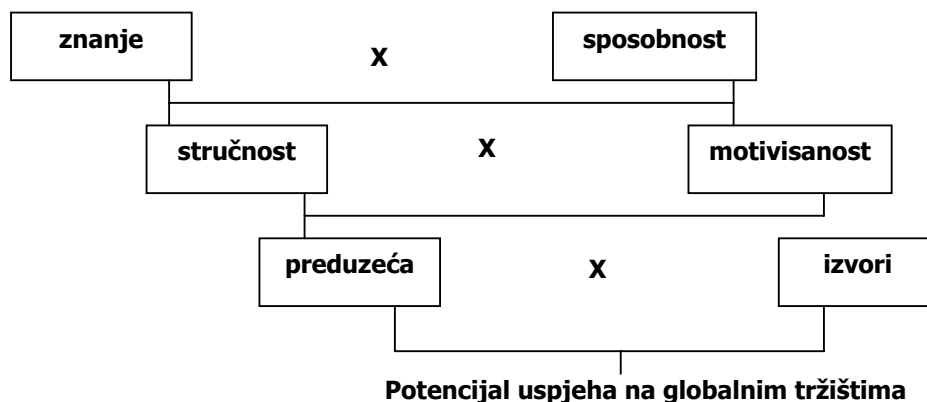 znanje
X
sposobnost
stručnost
X
motivisanost
preduzeća
X
izvori
Potencijal uspjeha na globalnim tržištima